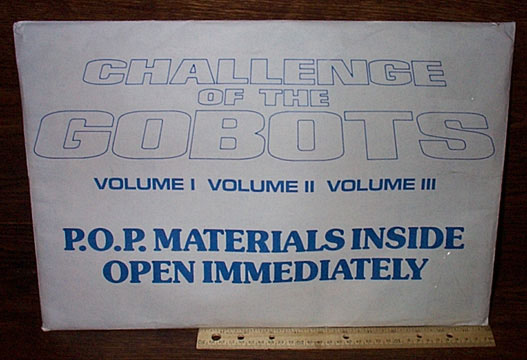 CHALLENGE
OF THE
GOBOTS
VOLUME I VOLUME II VOLUME III
P.O.P. MATERIALS INSIDE
OPEN IMMEDIATELY